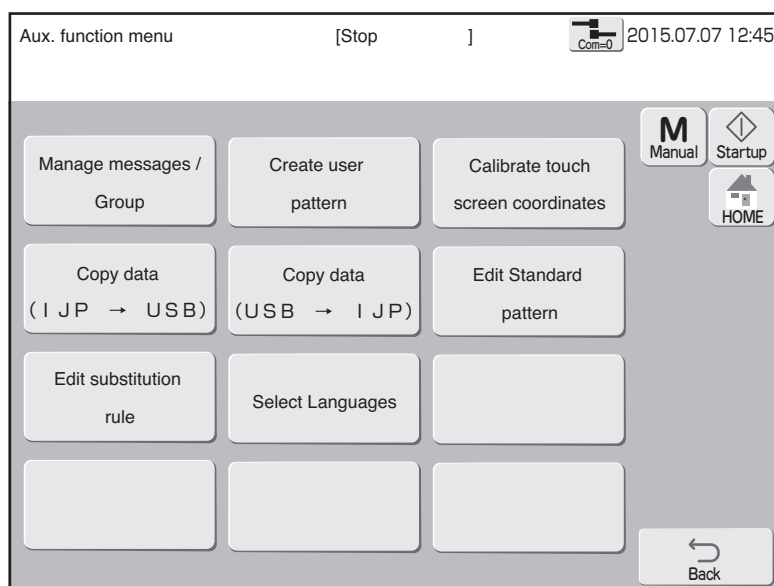 Aux. function menu [Stop ] Com=0 2015.07.07 12:45
M
Manual Startup
HOME
Manage messages /
Group
Create user
pattern
Calibrate touch
screen coordinates
Copy data
(IJP → USB)
Copy data
(USB → IJP)
Edit Standard
pattern
Edit substitution
rule
Select Languages
Back